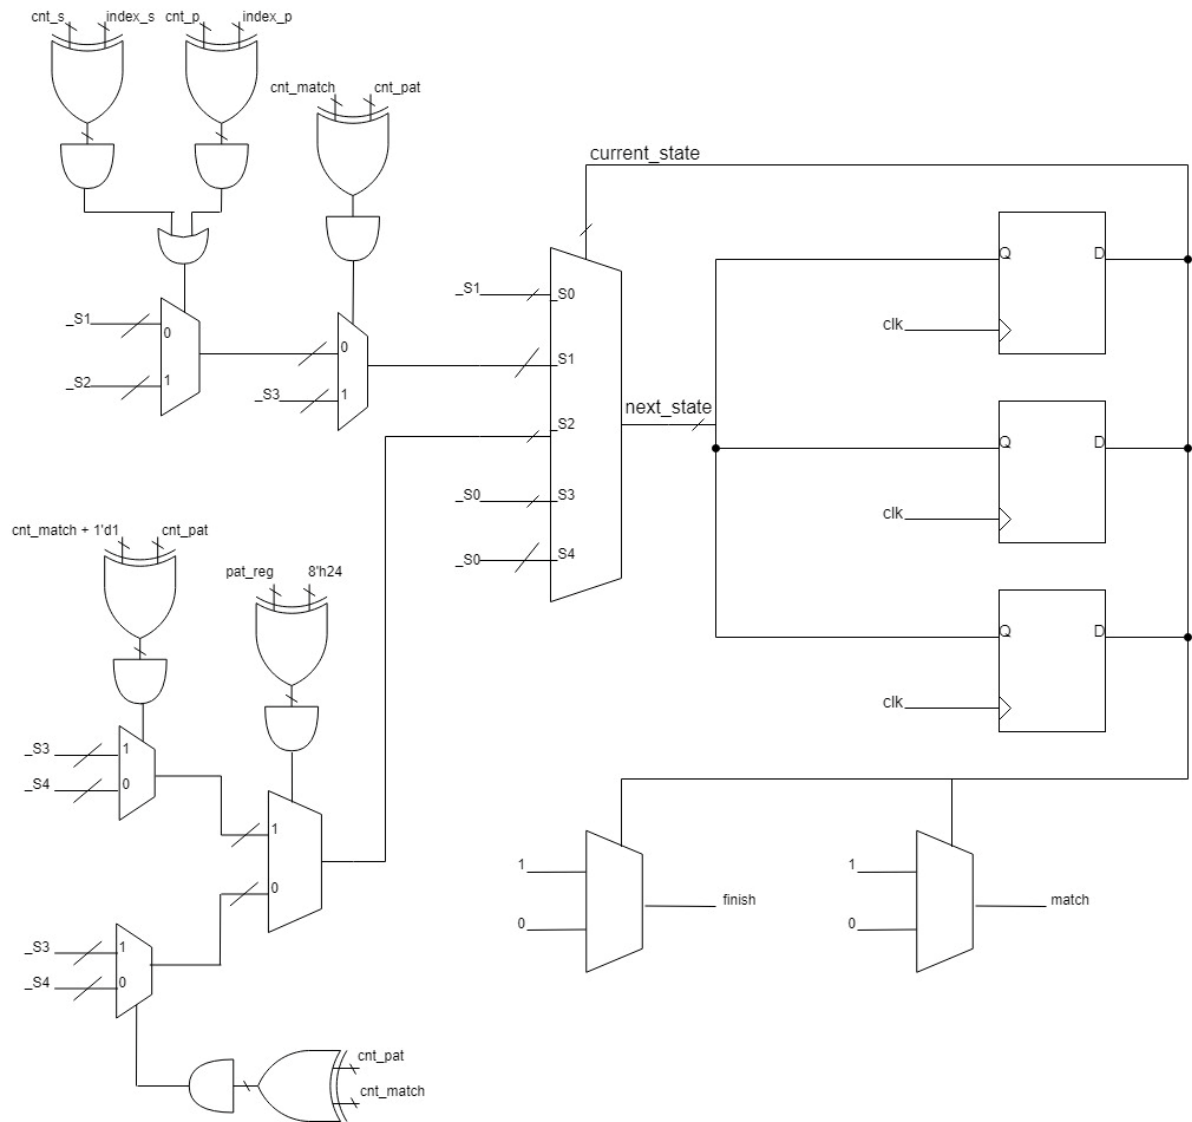 cnt_s index_s cnt_p index_p
cnt_match cnt_pat
current_state
Q D
_S1 _S0
clk
_S1 0
0
S1
_S2 1
_S3 1
next_state
_S2
Q D
_S0 S3
clk
cnt_match + 1'd1 cnt_pat
_S0 S4
pat_reg 8'h24
Q D
clk
_S3 1
_S4 0
1
0
1 1
finish match
0 0
_S3 1
_S4 0
cnt_pat
cnt_match